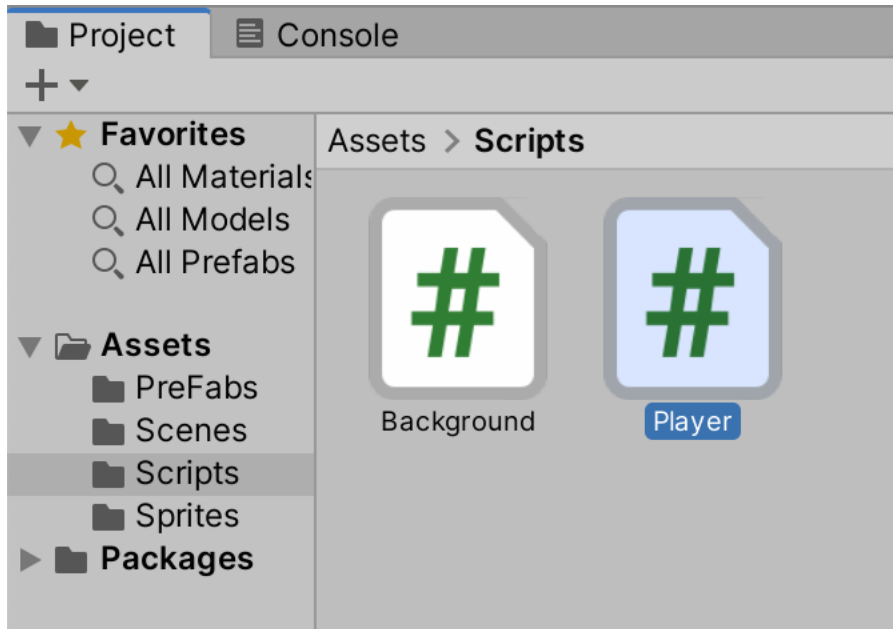 Project
Console
Favorites
All Materials
All Models
All Prefabs
Assets
PreFabs
Scenes
Scripts
Sprites
Packages
Assets > Scripts
# #
Background
Player